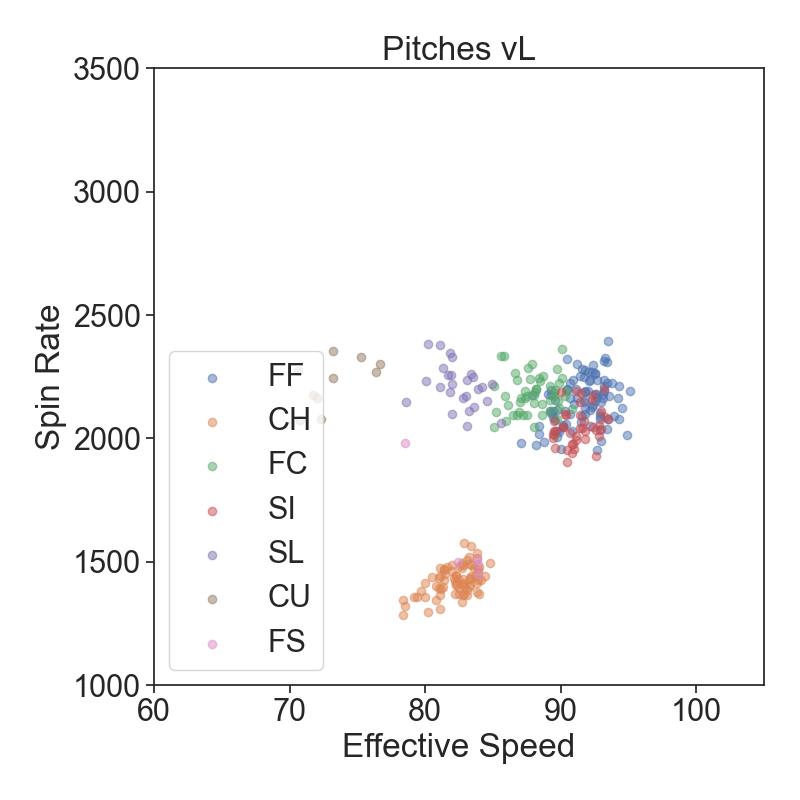 Pitches vL
3500
3000
2500
2000
1500
1000
Spin Rate
FF
CH
FC
SI
SL
CU
FS
60 70 80 90 100
Effective Speed